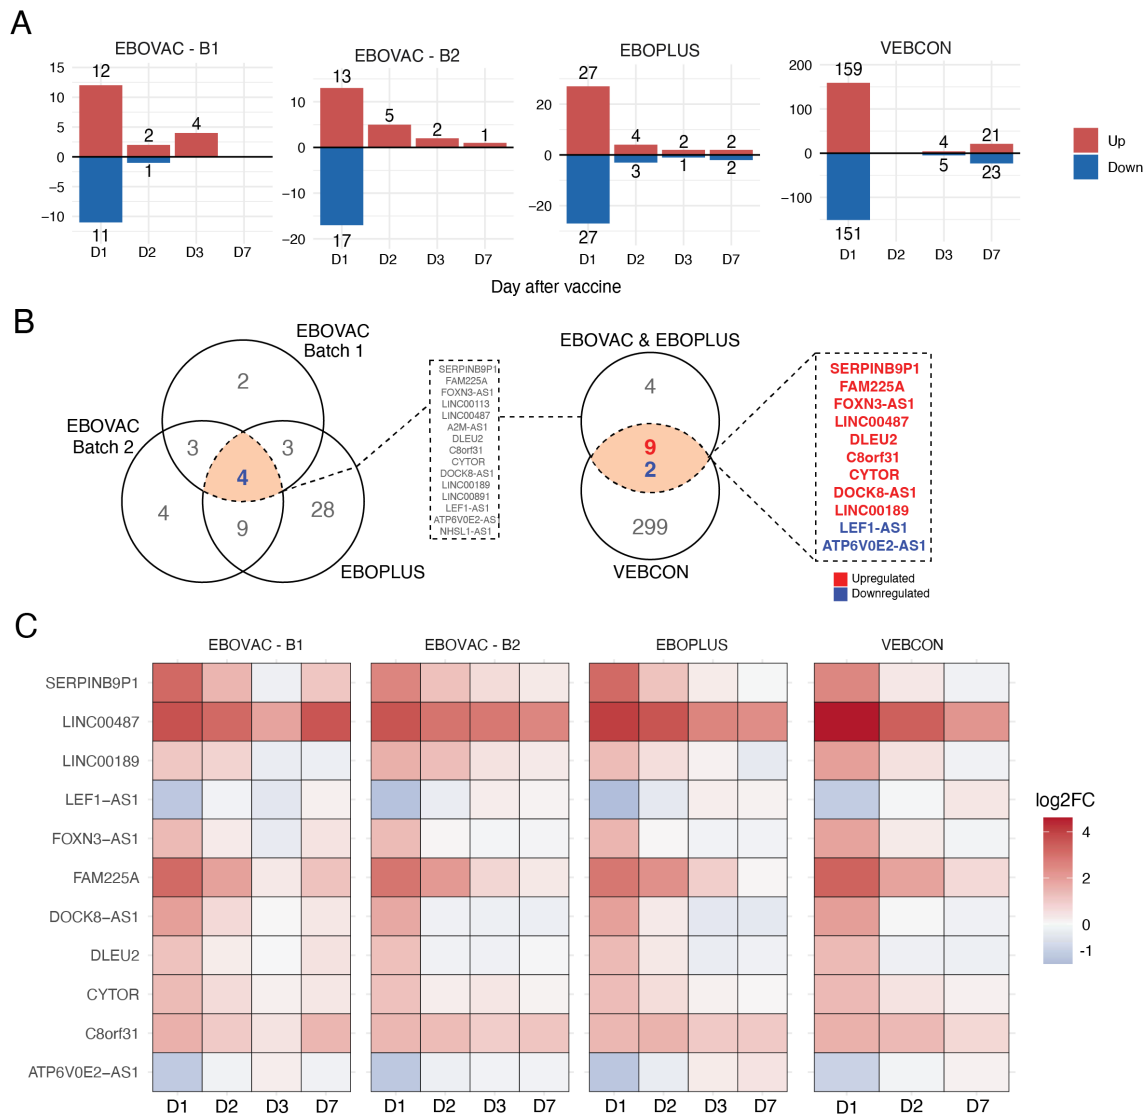 A
EBOVAC - B1
EBOVAC - B2
EBOPLUS
VEBCON
15
10
5
0
−5
−10
12
2
4
1
11
D1 D2 D3 D7
10
0
−10
−20
13
5
2
1
17
D1 D2 D3 D7
20
0
−20
27
4
2
2
3
1
2
27
D1 D2 D3 D7
200
100
0
−100
159
4
21
5
23
151
D1 D2 D3 D7
Up
Down
Day after vaccine
B
EBOVAC
Batch 1
EBOVAC
Batch 2
EBOPLUS
2
3
3
4
4
28
9
SERPINB9P1
FAM225A
FOXN3-AS1
LINC00113
LINC00487
A2M-AS1
DLEU2
C8orf31
CYTOR
DOCK8-AS1
LINC00189
LINC00891
LEF1-AS1
ATP6V0E2-AS1
NHSL1-AS1
EBOVAC & EBOPLUS
4
9
2
299
VEBCON
SERPINB9P1
FAM225A
FOXN3-AS1
LINC00487
DLEU2
C8orf31
CYTOR
DOCK8-AS1
LINC00189
LEF1-AS1
ATP6V0E2-AS1
Upregulated
Downregulated
C
EBOVAC - B1
EBOVAC - B2
EBOPLUS
VEBCON
SERPINB9P1
LINC00487
LINC00189
LEF1−AS1
FOXN3−AS1
FAM225A
DOCK8−AS1
DLEU2
CYTOR
C8orf31
ATP6V0E2−AS1
D1 D2 D3 D7
D1 D2 D3 D7
D1 D2 D3 D7
D1 D2 D7
log2FC
4
2
0
-1